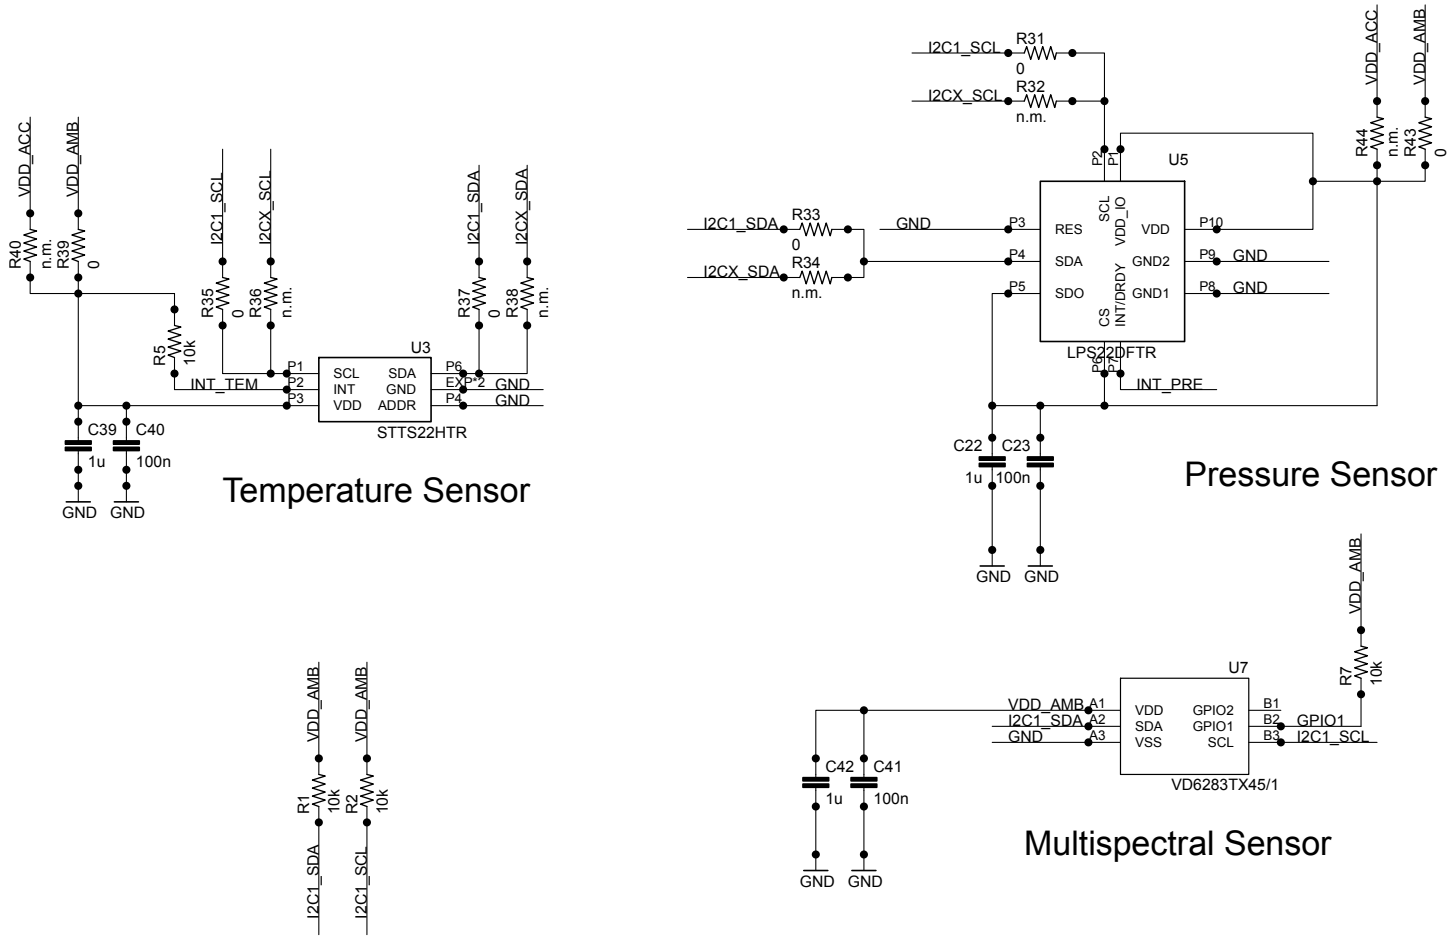 VDD_ACC
VDD_AMB
R40
n.m.
R39
0
I2C1_SCL
I2CX_SCL
R35
0
R36
n.m.
I2C1_SDA
I2CX_SDA
R37
0
R38
n.m.
R5
10k
U3
INT_TEM
P1
P2
P3
SCL
INT
VDD
SDA
GND
ADDR
P6
EXP*2
P4
GND
GND
STTS22HTR
C39
1u
C40
100n
GND
GND
Temperature Sensor
I2C1_SCL
R31
0
I2CX_SCL
R32
n.m.
VDD_ACC
VDD_AMB
R44
n.m.
R43
0
P2
P1
U5
I2C1_SDA
R33
0
I2CX_SDA
R34
n.m.
GND
P3
P4
P5
RES
SDA
SDO
SCL
VDD_IO
VDD
GND2
GND1
CS
INT/DRDY
P10
P9
GND
P8
GND
LPS22DFTR
P6
P7
INT_PRE
C22
1u
C23
100n
GND
GND
Pressure Sensor
VDD_AMB
R1
10k
I2C1_SDA
VDD_AMB
R2
10k
I2C1_SCL
VDD_AMB
R7
10k
U7
VDD_AMB
A1
I2C1_SDA
A2
GND
A3
VDD
SDA
VSS
GPIO2
GPIO1
SCL
B1
B2
GPIO1
B3
I2C1_SCL
VD6283TX45/1
C42
1u
C41
100n
GND
GND
Multispectral Sensor